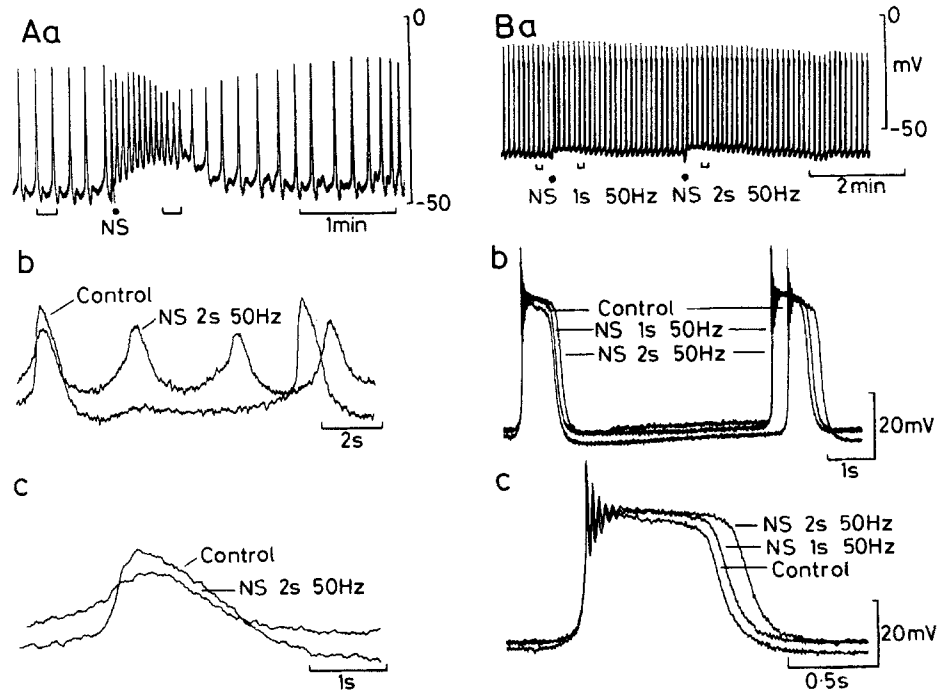 Aa
0
-50
NS
1min
b
Control
NS 2s 50Hz
2s
c
Control
NS 2s 50Hz
1s
Ba
0
mV
-50
2min
NS 1s 50Hz NS 2s 50Hz
b
Control
NS 1s 50Hz
NS 2s 50Hz
20mV
1s
c
NS 2s 50Hz
NS 1s 50Hz
Control
20mV
0·5s